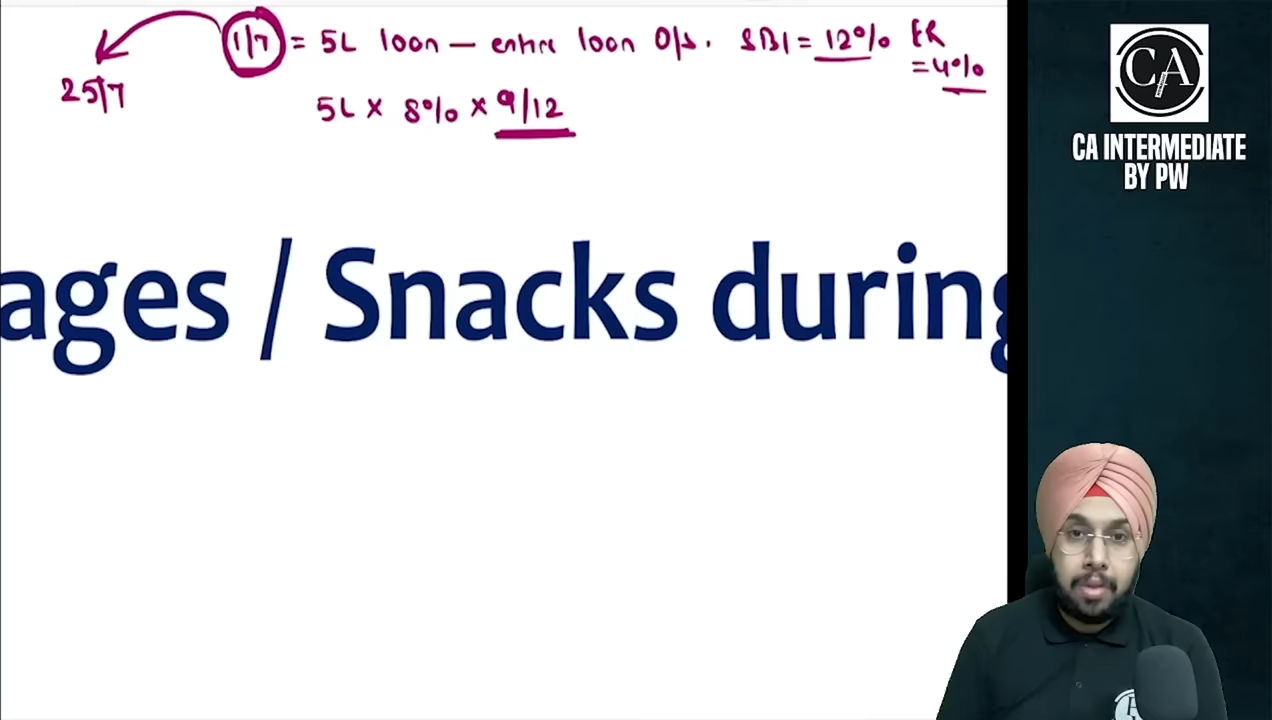 1/7 = 5L loan — entire loan O/s. SBI = 12% ER
= 4%
25/7
5L × 8% × 9/12
ages / Snacks during
CA
CA INTERMEDIATE
BY PW